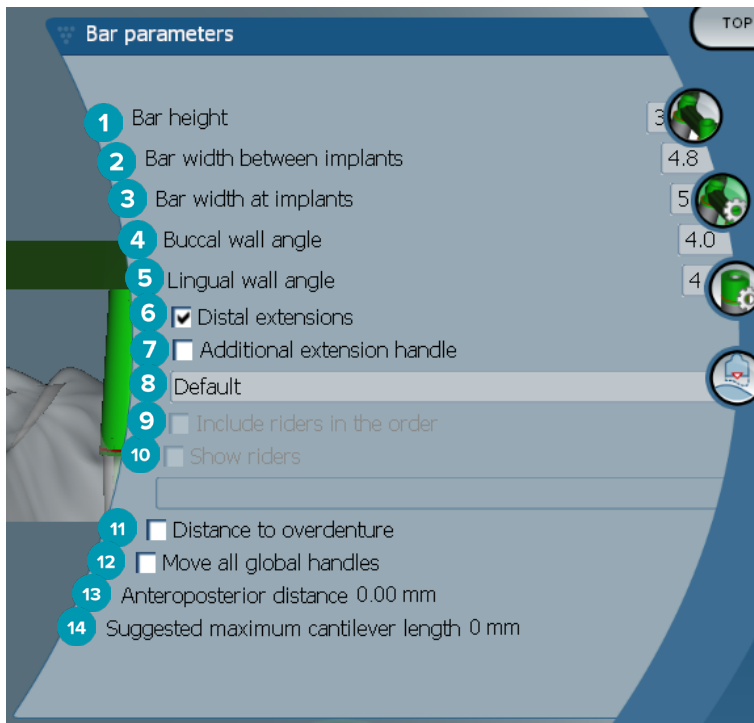 TOP
Bar parameters
1 Bar height 3
2 Bar width between implants 4.8
3 Bar width at implants 5
4 Buccal wall angle 4.0
5 Lingual wall angle 4
6 Distal extensions
7 Additional extension handle
8 Default
9 Include riders in the order
10 Show riders
11 Distance to overdenture
12 Move all global handles
13 Anteroposterior distance 0.00 mm
14 Suggested maximum cantilever length 0 mm